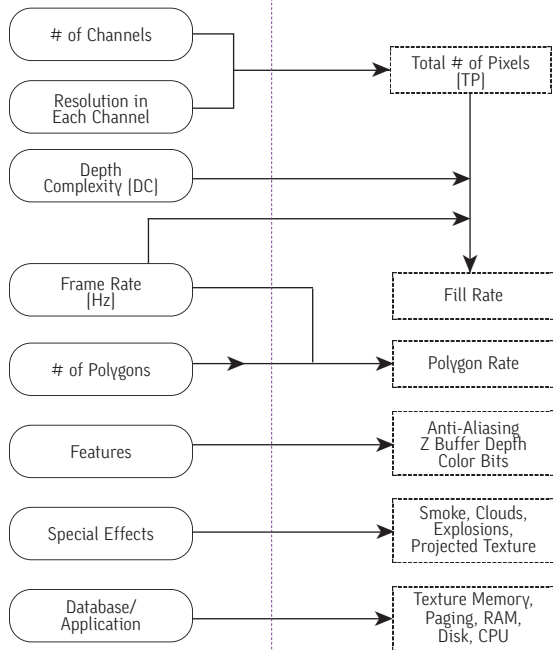 # of Channels
Total # of Pixels
(TP)
Resolution in
Each Channel
Depth
Complexity (DC)
Frame Rate
(Hz)
Fill Rate
# of Polygons
Polygon Rate
Features
Anti-Aliasing
Z Buffer Depth
Color Bits
Special Effects
Smoke, Clouds,
Explosions,
Projected Texture
Database/
Application
Texture Memory,
Paging, RAM,
Disk, CPU